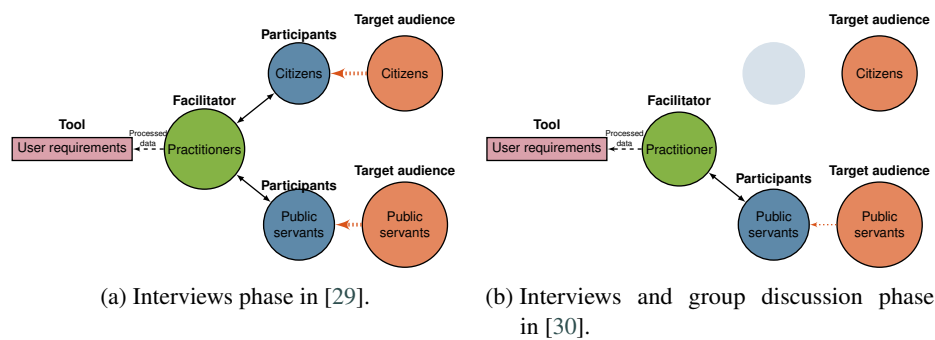 Target audience
Participants
Citizens
Citizens
Facilitator
Tool
User requirements
Processed
data
Practitioners
Participants
Target audience
Public
servants
Public
servants
(a) Interviews phase in [29].
Target audience
Citizens
Facilitator
Tool
User requirements
Processed
data
Practitioner
Participants
Target audience
Public
servants
Public
servants
(b) Interviews and group discussion phase
in [30].